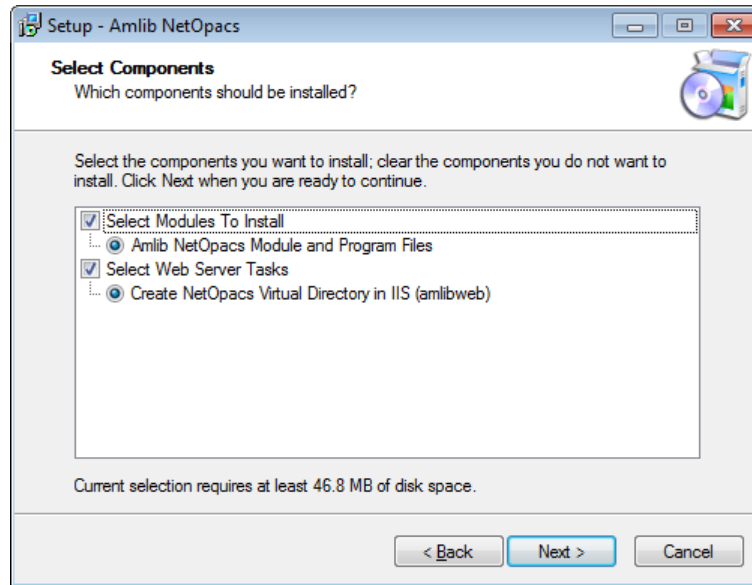 Setup - Amlib NetOpacs
Select Components
Which components should be installed?
Select the components you want to install; clear the components you do not want to
install. Click Next when you are ready to continue.
Select Modules To Install
Amlib NetOpacs Module and Program Files
Select Web Server Tasks
Create NetOpacs Virtual Directory in IIS (amlibweb)
Current selection requires at least 46.8 MB of disk space.
< Back Next > Cancel